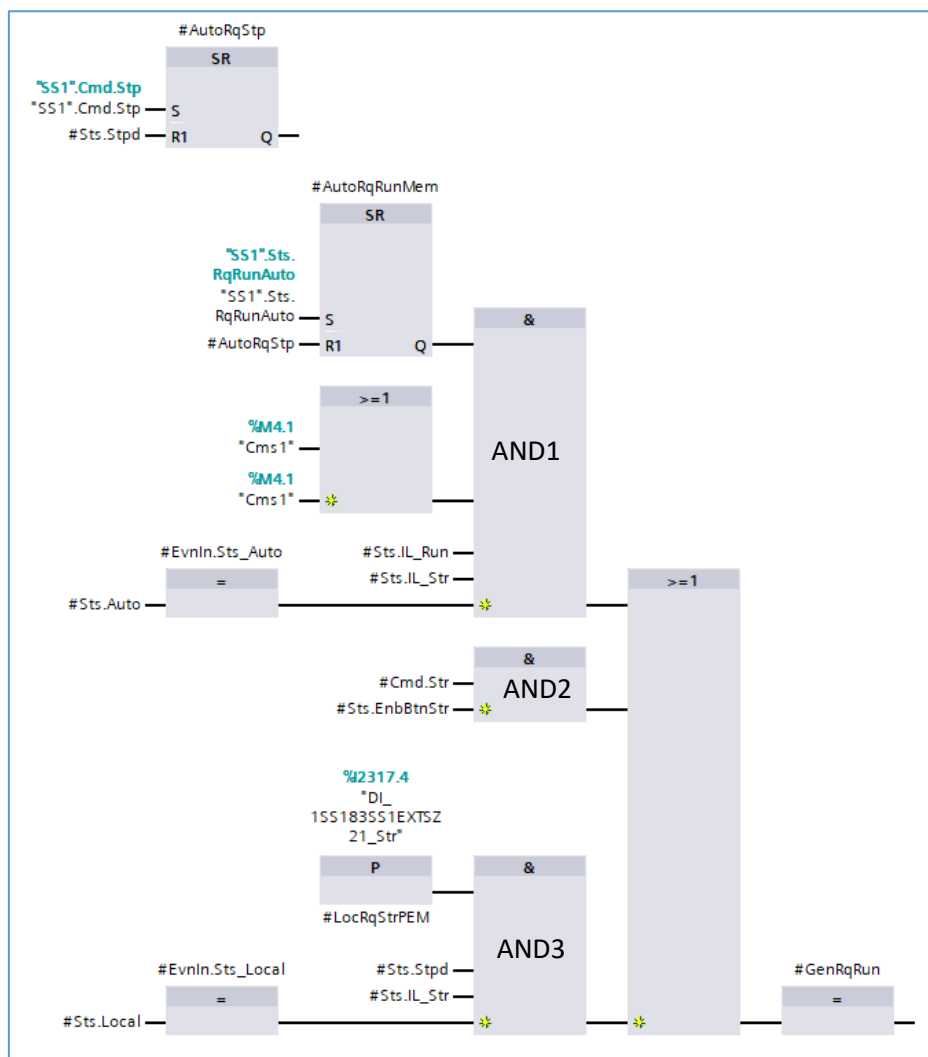 #AutoRqStp
SR
"SS1".Cmd.Stp
"SS1".Cmd.Stp
S
#Sts.Stpd
R1
Q
#AutoRqRunMem
SR
"SS1".Sts.
RqRunAuto
"SS1".Sts.
RqRunAuto
S
#AutoRqStp
R1
Q
&
AND1
>=1
%M4.1
"Cms1"
%M4.1
"Cms1"
#Sts.IL_Run
#Sts.IL_Str
#EvnIn.Sts_Auto
=
#Sts.Auto
>=1
&
#Cmd.Str
AND2
#Sts.EnbBtnStr
%I2317.4
"DI_
1SS183SS1EXTSZ
21_Str"
P
#LocRqStrPEM
&
AND3
#Sts.Stpd
#Sts.IL_Str
#EvnIn.Sts_Local
=
#Sts.Local
#GenRqRun
=